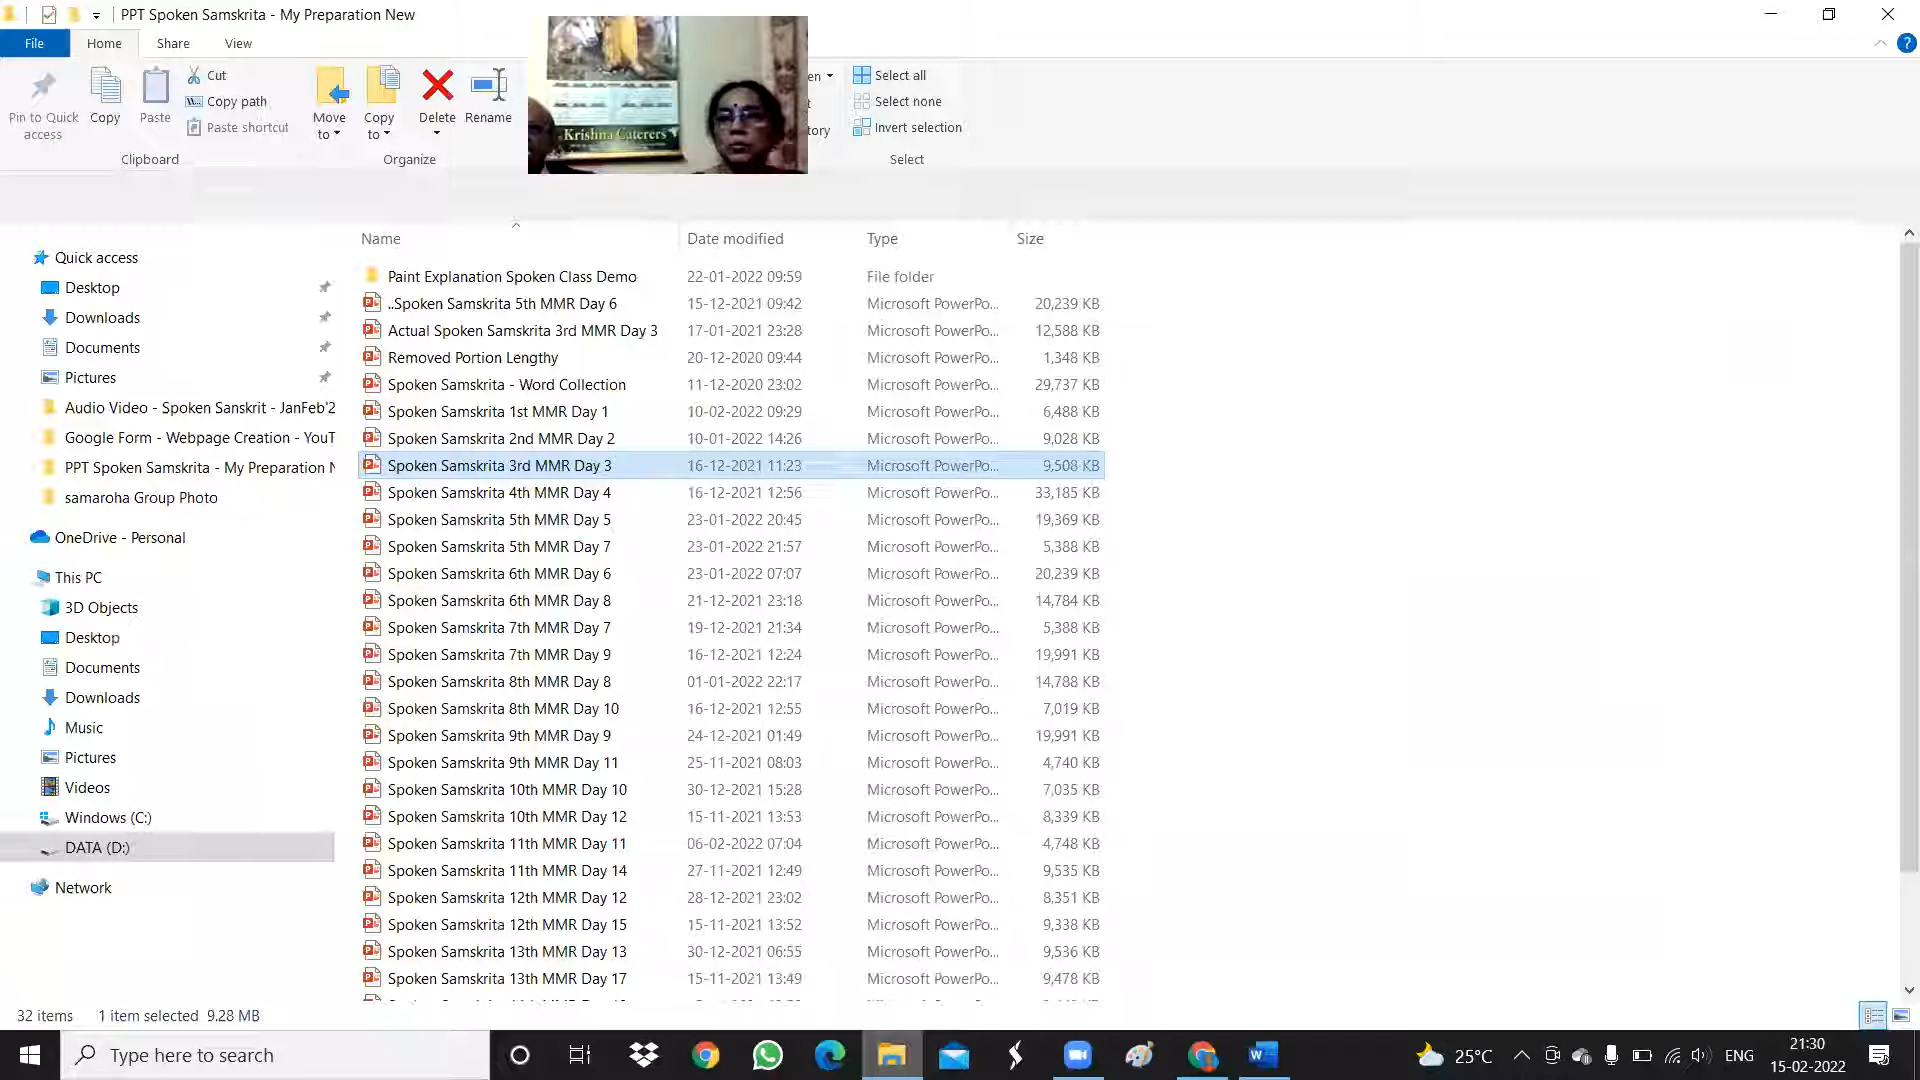 PPT Spoken Samskrita - My Preparation New
File
Home
Share
View
Pin to Quick access
Copy
Paste
Cut
Copy path
Paste shortcut
Clipboard
Move to
Copy to
Delete
Rename
Organize
Krishna Caterers
en
t
ory
Select all
Select none
Invert selection
Select
Name Date modified Type Size
Quick access
Desktop
Downloads
Documents
Pictures
Audio Video - Spoken Sanskrit - JanFeb'2
Google Form - Webpage Creation - YouT
PPT Spoken Samskrita - My Preparation N
samaroha Group Photo
OneDrive - Personal
This PC
3D Objects
Desktop
Documents
Downloads
Music
Pictures
Videos
Windows (C:)
DATA (D:)
Network
Paint Explanation Spoken Class Demo 22-01-2022 09:59 File folder
..Spoken Samskrita 5th MMR Day 6 15-12-2021 09:42 Microsoft PowerPo... 20,239 KB
Actual Spoken Samskrita 3rd MMR Day 3 17-01-2021 23:28 Microsoft PowerPo... 12,588 KB
Removed Portion Lengthy 20-12-2020 09:44 Microsoft PowerPo... 1,348 KB
Spoken Samskrita - Word Collection 11-12-2020 23:02 Microsoft PowerPo... 29,737 KB
Spoken Samskrita 1st MMR Day 1 10-02-2022 09:29 Microsoft PowerPo... 6,488 KB
Spoken Samskrita 2nd MMR Day 2 10-01-2022 14:26 Microsoft PowerPo... 9,028 KB
Spoken Samskrita 3rd MMR Day 3 16-12-2021 11:23 Microsoft PowerPo... 9,508 KB
Spoken Samskrita 4th MMR Day 4 16-12-2021 12:56 Microsoft PowerPo... 33,185 KB
Spoken Samskrita 5th MMR Day 5 23-01-2022 20:45 Microsoft PowerPo... 19,369 KB
Spoken Samskrita 5th MMR Day 7 23-01-2022 21:57 Microsoft PowerPo... 5,388 KB
Spoken Samskrita 6th MMR Day 6 23-01-2022 07:07 Microsoft PowerPo... 20,239 KB
Spoken Samskrita 6th MMR Day 8 21-12-2021 23:18 Microsoft PowerPo... 14,784 KB
Spoken Samskrita 7th MMR Day 7 19-12-2021 21:34 Microsoft PowerPo... 5,388 KB
Spoken Samskrita 7th MMR Day 9 16-12-2021 12:24 Microsoft PowerPo... 19,991 KB
Spoken Samskrita 8th MMR Day 8 01-01-2022 22:17 Microsoft PowerPo... 14,788 KB
Spoken Samskrita 8th MMR Day 10 16-12-2021 12:55 Microsoft PowerPo... 7,019 KB
Spoken Samskrita 9th MMR Day 9 24-12-2021 01:49 Microsoft PowerPo... 19,991 KB
Spoken Samskrita 9th MMR Day 11 25-11-2021 08:03 Microsoft PowerPo... 4,740 KB
Spoken Samskrita 10th MMR Day 10 30-12-2021 15:28 Microsoft PowerPo... 7,035 KB
Spoken Samskrita 10th MMR Day 12 15-11-2021 13:53 Microsoft PowerPo... 8,339 KB
Spoken Samskrita 11th MMR Day 11 06-02-2022 07:04 Microsoft PowerPo... 4,748 KB
Spoken Samskrita 11th MMR Day 14 27-11-2021 12:49 Microsoft PowerPo... 9,535 KB
Spoken Samskrita 12th MMR Day 12 28-12-2021 23:02 Microsoft PowerPo... 8,351 KB
Spoken Samskrita 12th MMR Day 15 15-11-2021 13:52 Microsoft PowerPo... 9,338 KB
Spoken Samskrita 13th MMR Day 13 30-12-2021 06:55 Microsoft PowerPo... 9,536 KB
Spoken Samskrita 13th MMR Day 17 15-11-2021 13:49 Microsoft PowerPo... 9,478 KB
32 items 1 item selected 9.28 MB
Type here to search
25°C
ENG
21:30
15-02-2022